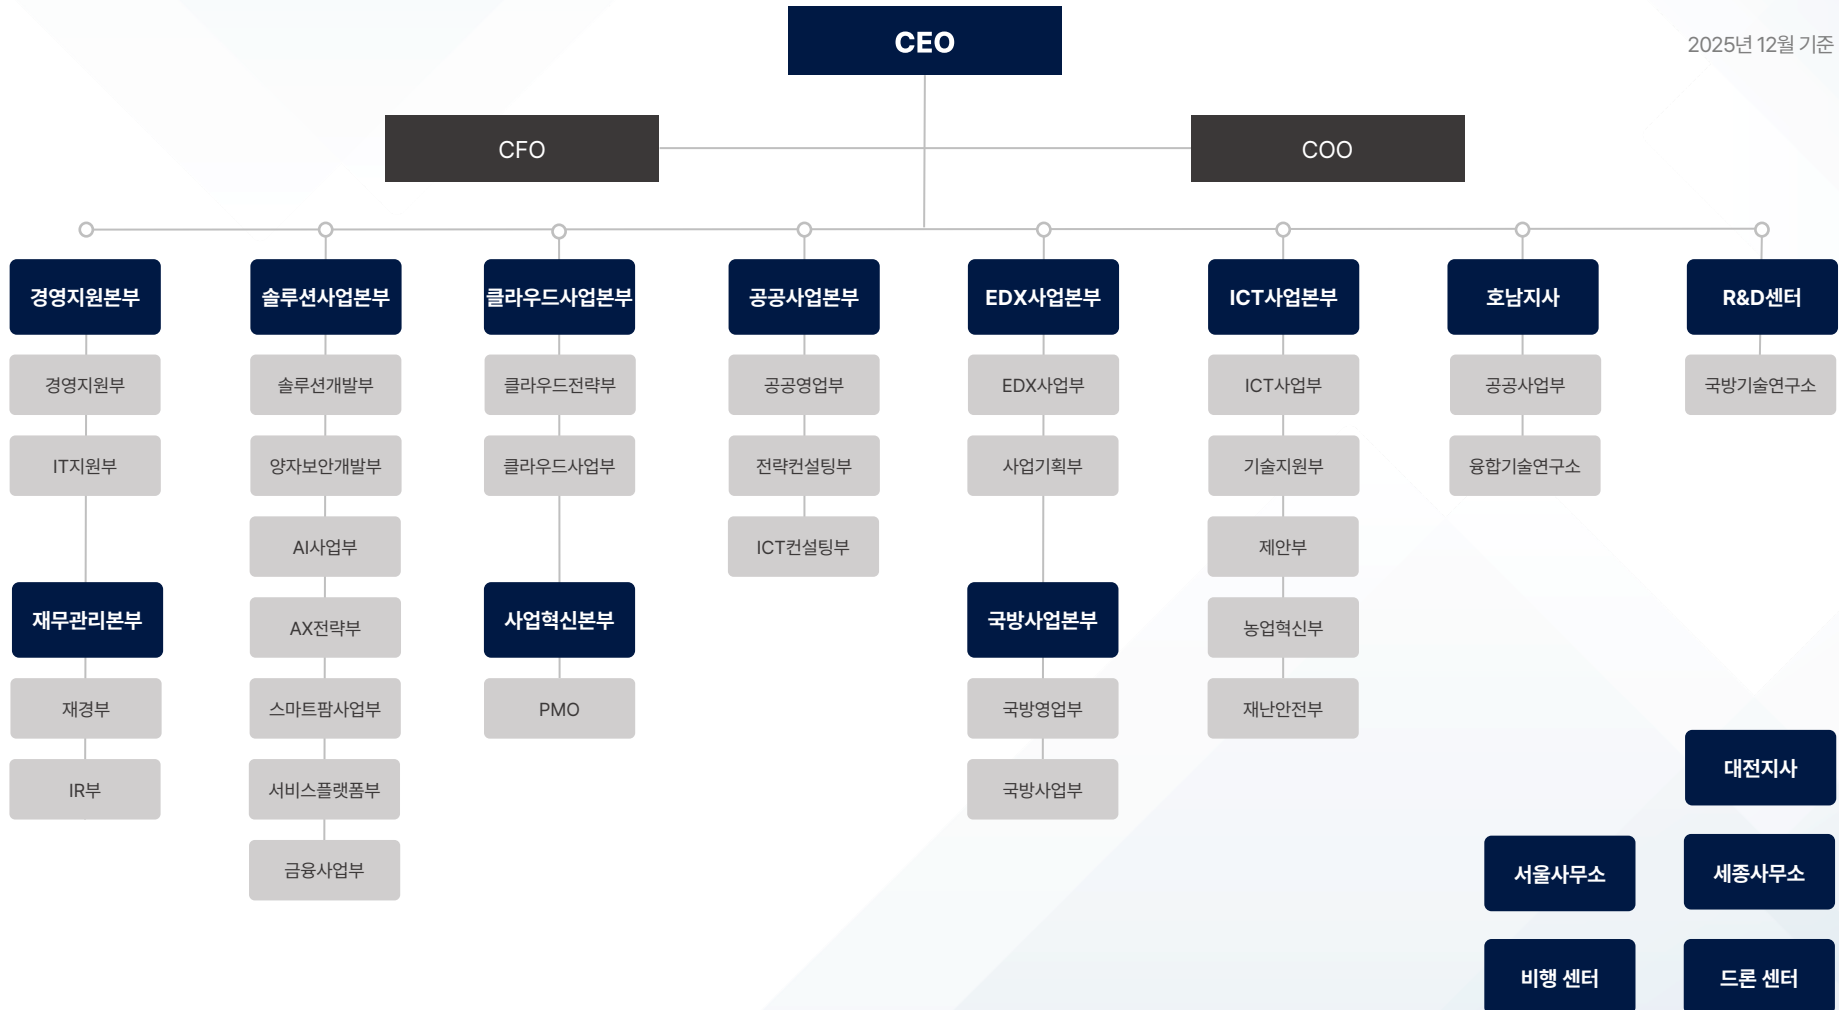 CEO
2025년 12월 기준
CFO
COO
경영지원본부
솔루션사업본부
클라우드사업본부
공공사업본부
EDX사업본부
ICT사업본부
호남지사
R&D센터
경영지원부
솔루션개발부
클라우드전략부
공공영업부
EDX사업부
ICT사업부
공공사업부
국방기술연구소
IT지원부
양자보안개발부
클라우드사업부
전략컨설팅부
사업기획부
기술지원부
융합기술연구소
AI사업부
ICT컨설팅부
제안부
재무관리본부
AX전략부
사업혁신본부
국방사업본부
농업혁신부
재경부
스마트팜사업부
PMO
국방영업부
재난안전부
IR부
서비스플랫폼부
국방사업부
대전지사
금융사업부
서울사무소
세종사무소
비행 센터
드론 센터